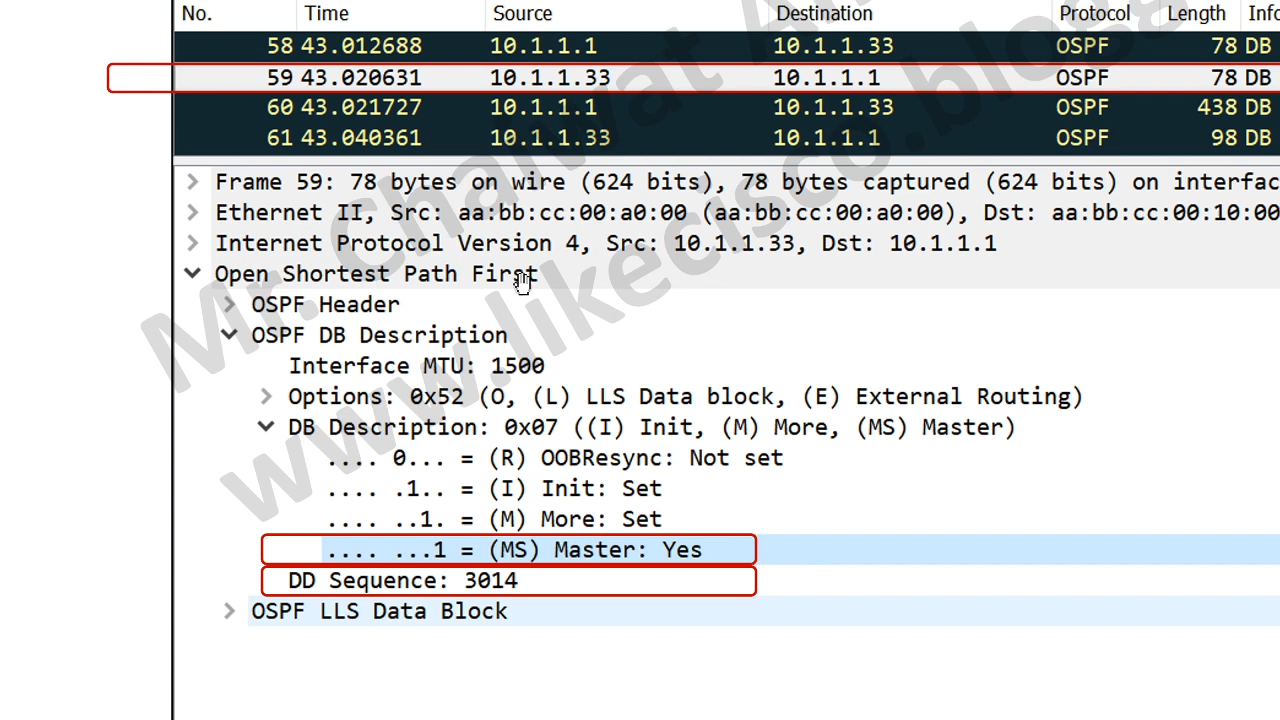 No. Time Source Destination Protocol Length Info
58 43.012688 10.1.1.1 10.1.1.33 OSPF 78 DB
59 43.020631 10.1.1.33 10.1.1.1 OSPF 78 DB
60 43.021727 10.1.1.1 10.1.1.33 OSPF 438 DB
61 43.040361 10.1.1.33 10.1.1.1 OSPF 98 DB
Frame 59: 78 bytes on wire (624 bits), 78 bytes captured (624 bits) on interfac
Ethernet II, Src: aa:bb:cc:00:a0:00 (aa:bb:cc:00:a0:00), Dst: aa:bb:cc:00:10:00
Internet Protocol Version 4, Src: 10.1.1.33, Dst: 10.1.1.1
Open Shortest Path First
OSPF Header
OSPF DB Description
Interface MTU: 1500
Options: 0x52 (O, (L) LLS Data block, (E) External Routing)
DB Description: 0x07 ((I) Init, (M) More, (MS) Master)
.... 0... = (R) OOBResync: Not set
.... .1.. = (I) Init: Set
.... ..1. = (M) More: Set
.... ...1 = (MS) Master: Yes
DD Sequence: 3014
OSPF LLS Data Block
Mr. Chaiwat
www.likecisco.blogg